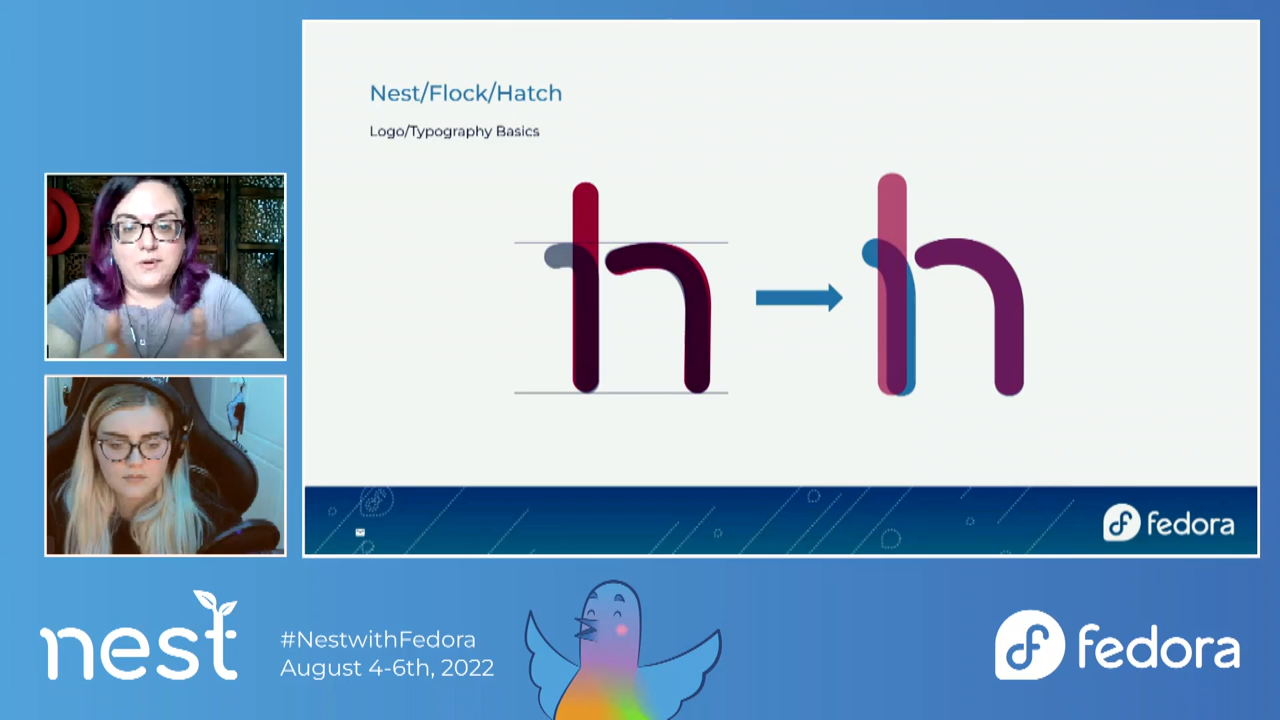 Nest/Flock/Hatch
Logo/Typography Basics
h h
fedora
nest
#NestwithFedora
August 4-6th, 2022
fedora